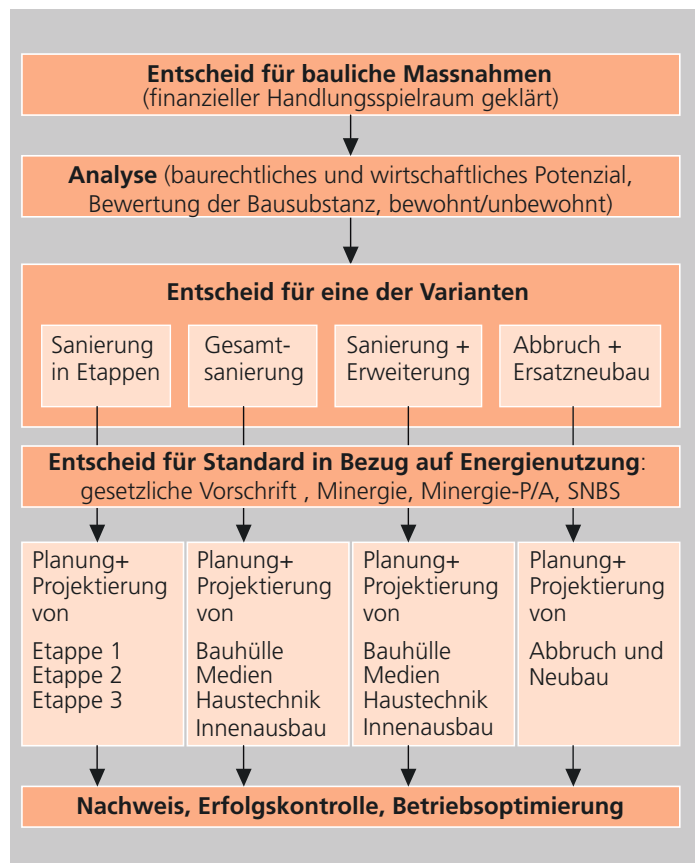 Entscheid für bauliche Massnahmen
(finanzieller Handlungsspielraum geklärt)
Analyse (baurechtliches und wirtschaftliches Potenzial,
Bewertung der Bausubstanz, bewohnt/unbewohnt)
Entscheid für eine der Varianten
Sanierung
in Etappen
Gesamt-
sanierung
Sanierung +
Erweiterung
Abbruch +
Ersatzneubau
Entscheid für Standard in Bezug auf Energienutzung:
gesetzliche Vorschrift , Minergie, Minergie-P/A, SNBS
Planung+
Projektierung
von
Etappe 1
Etappe 2
Etappe 3
Planung+
Projektierung
von
Bauhülle
Medien
Haustechnik
Innenausbau
Planung+
Projektierung
von
Bauhülle
Medien
Haustechnik
Innenausbau
Planung+
Projektierung
von
Abbruch und
Neubau
Nachweis, Erfolgskontrolle, Betriebsoptimierung